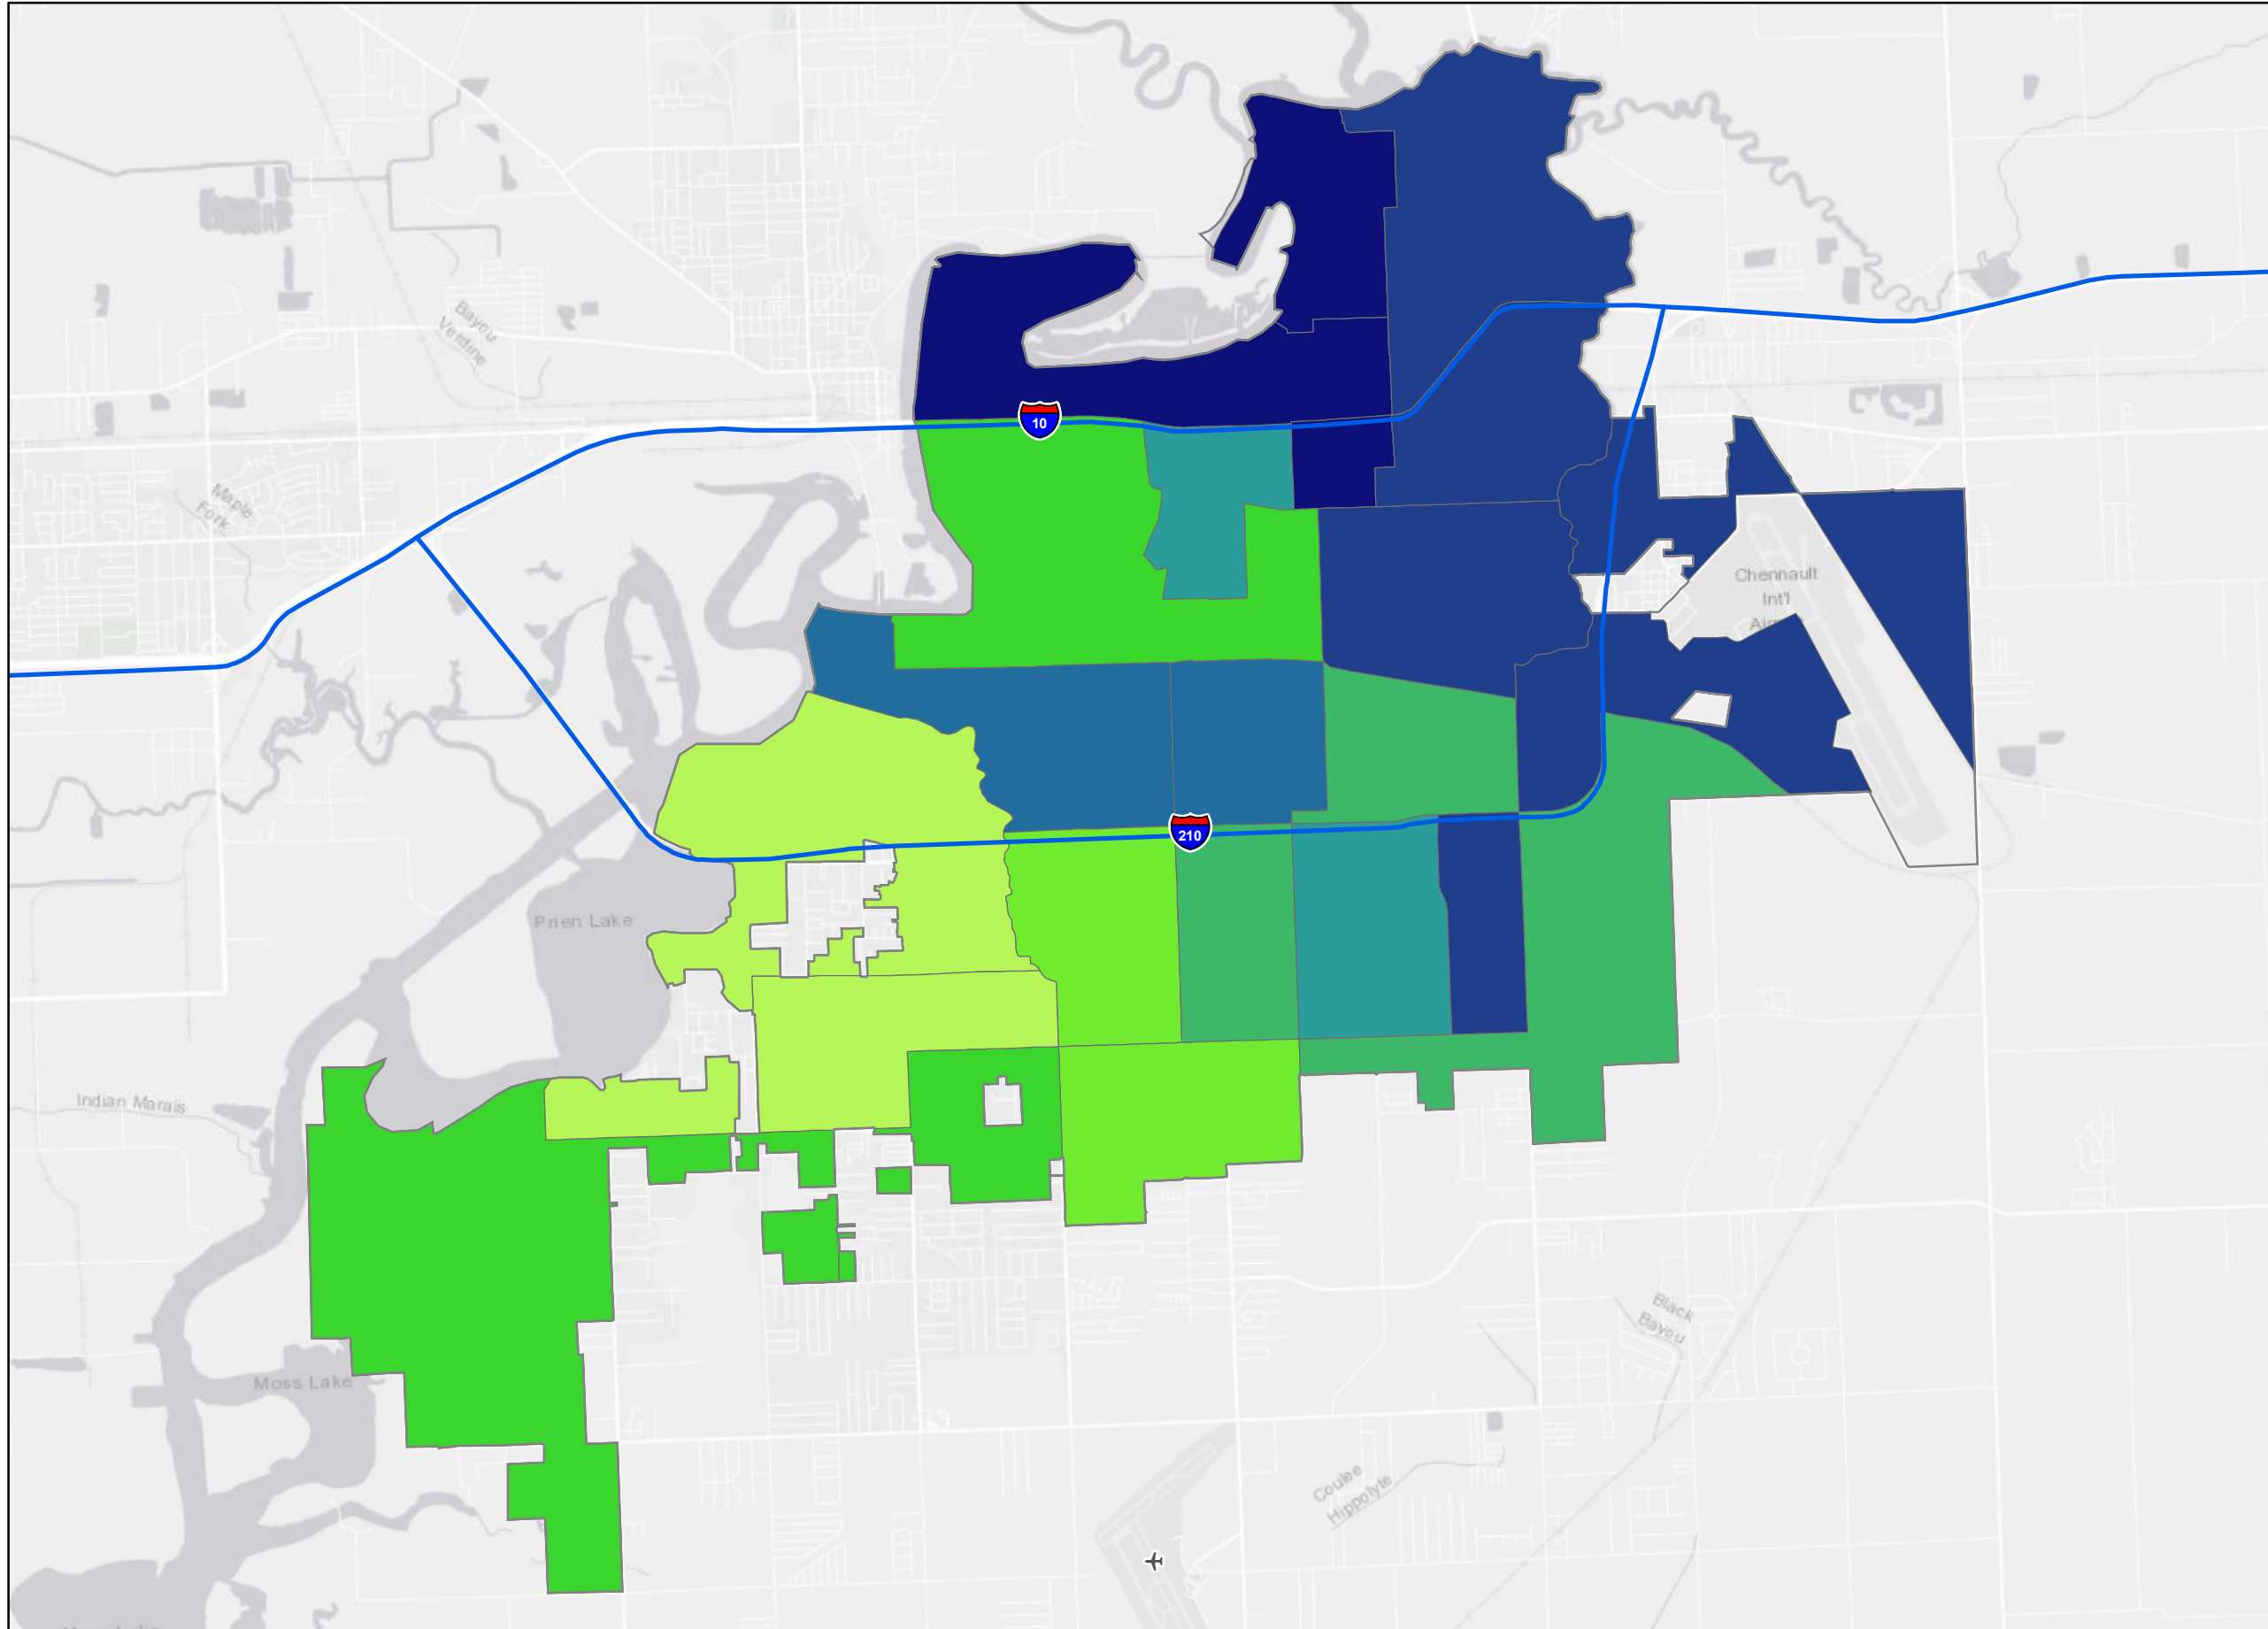 Bayou
Verdine
10
Maple
Fork
Chennault
Int'l
210
Prien Lake
Indian Marais
Black
Bayou
Moss Lake
Coulee
Hippolyte